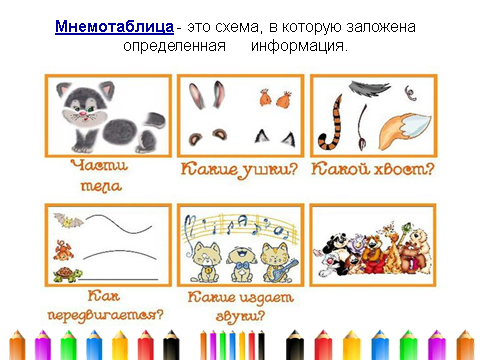 Мнемотаблица - это схема, в которую заложена
определенная информация.
Части
тела
Какие ушки?
Какой хвост?
Как
передвигается?
Какие издает
звуки?